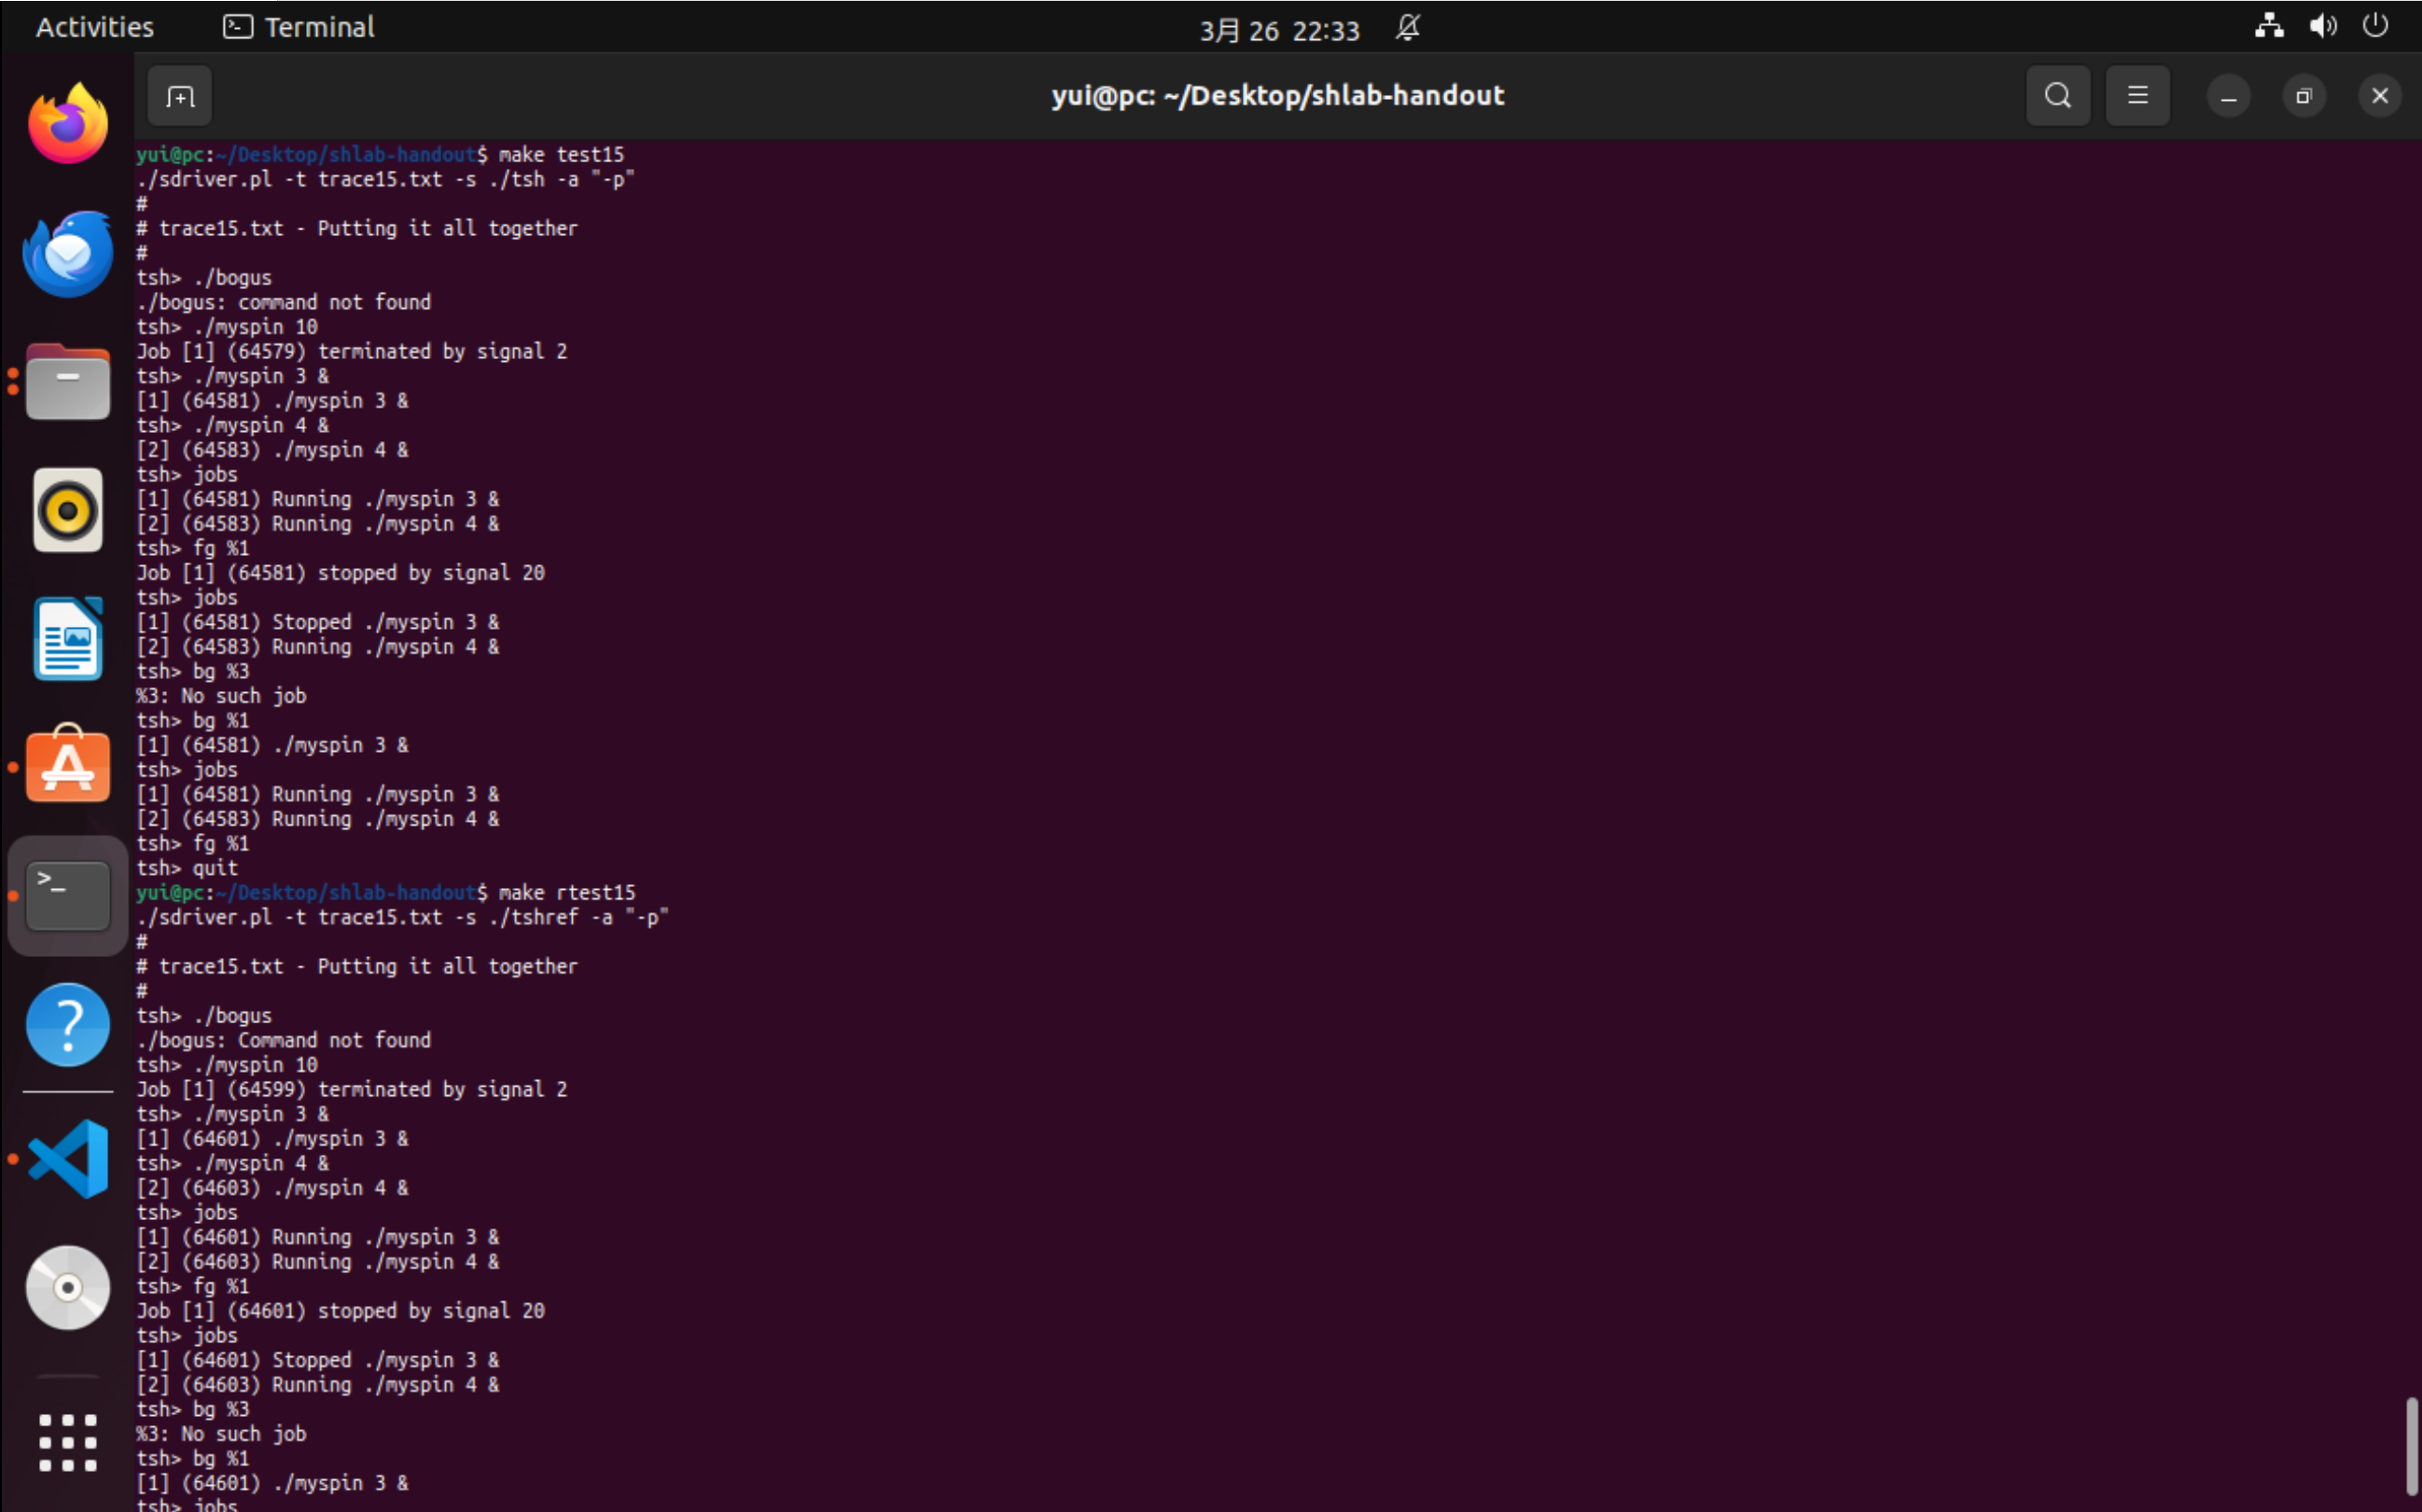 Activities
Terminal
3月 26 22:33
yui@pc: ~/Desktop/shlab-handout
yui@pc:~/Desktop/shlab-handout$ make test15
./sdriver.pl -t trace15.txt -s ./tsh -a "-p"
#
# trace15.txt - Putting it all together
#
tsh> ./bogus
./bogus: command not found
tsh> ./myspin 10
Job [1] (64579) terminated by signal 2
tsh> ./myspin 3 &
[1] (64581) ./myspin 3 &
tsh> ./myspin 4 &
[2] (64583) ./myspin 4 &
tsh> jobs
[1] (64581) Running ./myspin 3 &
[2] (64583) Running ./myspin 4 &
tsh> fg %1
Job [1] (64581) stopped by signal 20
tsh> jobs
[1] (64581) Stopped ./myspin 3 &
[2] (64583) Running ./myspin 4 &
tsh> bg %3
%3: No such job
tsh> bg %1
[1] (64581) ./myspin 3 &
tsh> jobs
[1] (64581) Running ./myspin 3 &
[2] (64583) Running ./myspin 4 &
tsh> fg %1
tsh> quit
yui@pc:~/Desktop/shlab-handout$ make rtest15
./sdriver.pl -t trace15.txt -s ./tshref -a "-p"
#
# trace15.txt - Putting it all together
#
tsh> ./bogus
./bogus: Command not found
tsh> ./myspin 10
Job [1] (64599) terminated by signal 2
tsh> ./myspin 3 &
[1] (64601) ./myspin 3 &
tsh> ./myspin 4 &
[2] (64603) ./myspin 4 &
tsh> jobs
[1] (64601) Running ./myspin 3 &
[2] (64603) Running ./myspin 4 &
tsh> fg %1
Job [1] (64601) stopped by signal 20
tsh> jobs
[1] (64601) Stopped ./myspin 3 &
[2] (64603) Running ./myspin 4 &
tsh> bg %3
%3: No such job
tsh> bg %1
[1] (64601) ./myspin 3 &
tsh> jobs